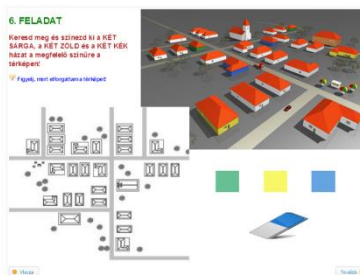 6. FELADAT
Keresd meg és színezd ki a KÉT
SÁRGA, a KÉT ZÖLD és a KÉT KÉK
házat a megfelelő színűre a
térképen!
Figyelj, mert elforgattam a térképet!
Vissza
Tovább